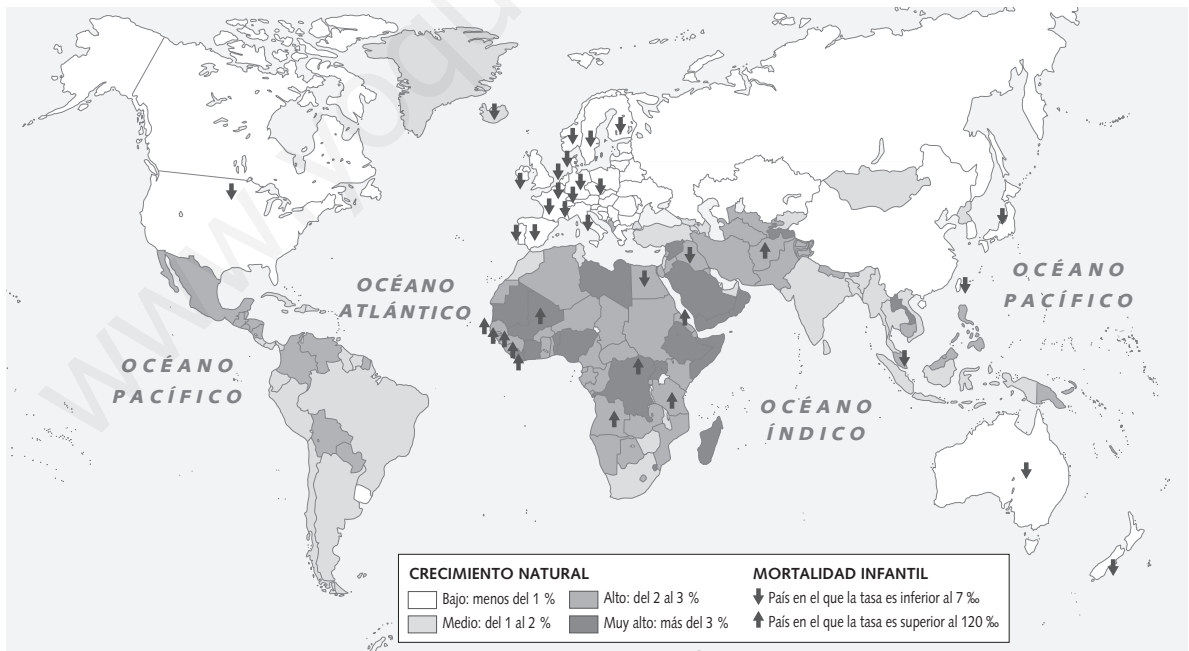 OCÉANO
ATLÁNTICO
OCÉANO
PACÍFICO
OCÉANO
PACÍFICO
OCÉANO
ÍNDICO
CRECIMIENTO NATURAL
Bajo: menos del 1 %
Medio: del 1 al 2 %
Alto: del 2 al 3 %
Muy alto: más del 3 %
MORTALIDAD INFANTIL
País en el que la tasa es inferior al 7 ‰
País en el que la tasa es superior al 120 ‰
www.yoqu